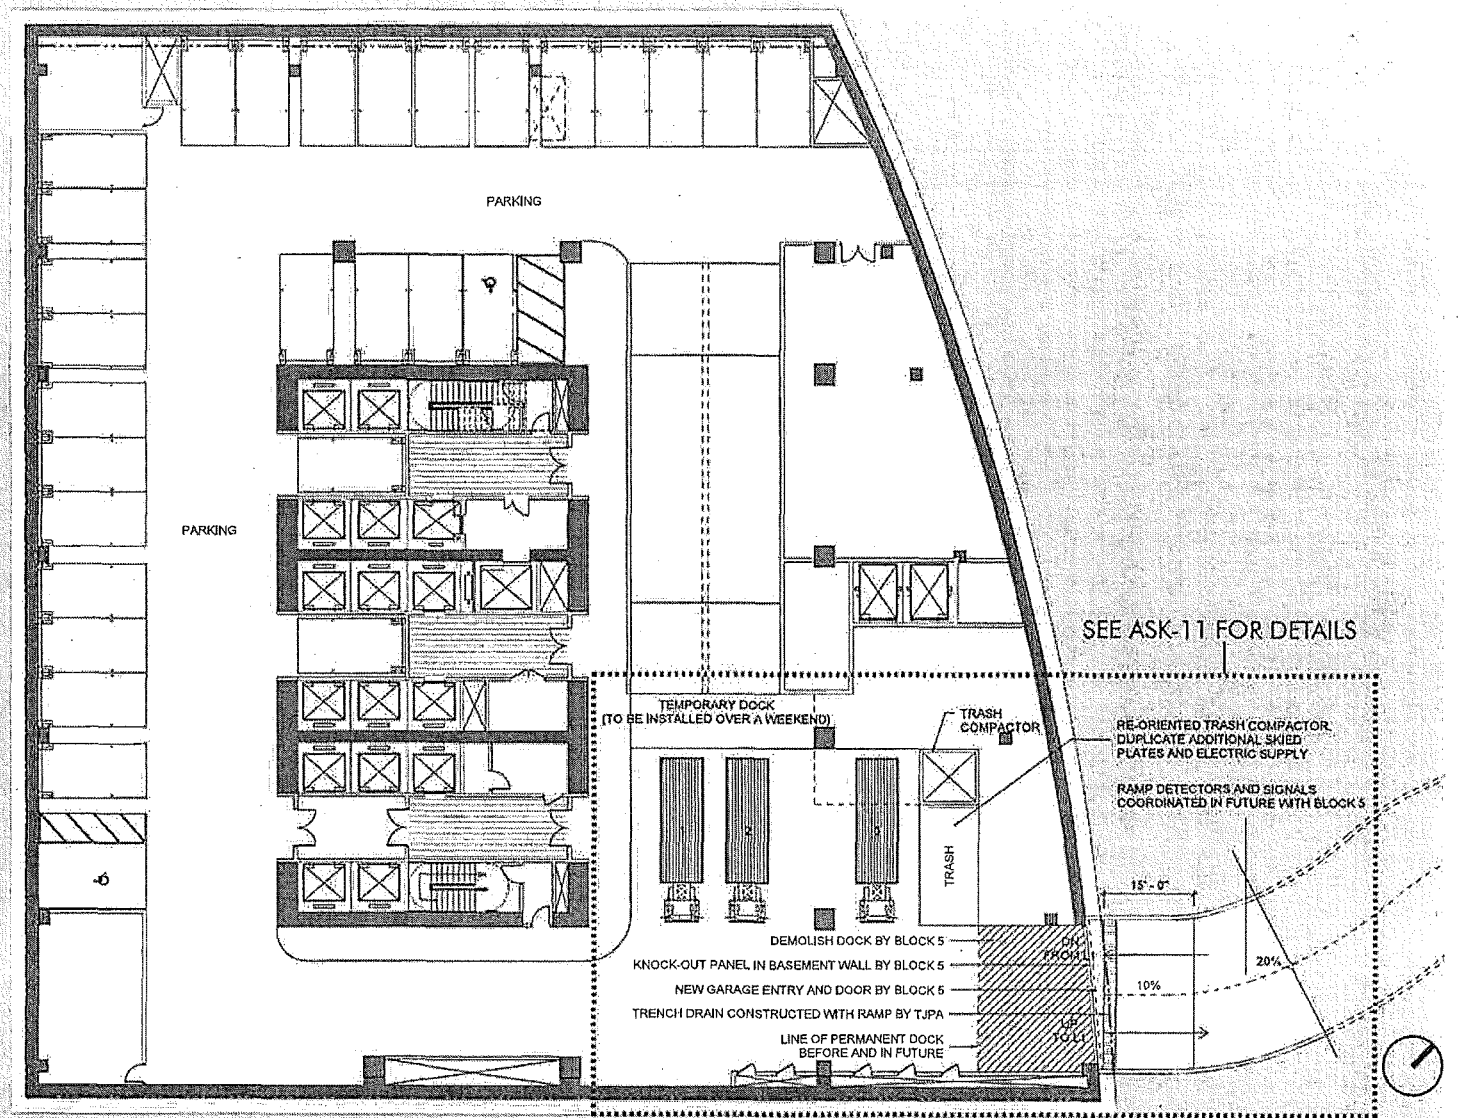 PARKING
PARKING
SEE ASK-11 FOR DETAILS
TEMPORARY DOCK
(TO BE INSTALLED OVER A WEEKEND)
TRASH
COMPACTOR
RE-ORIENTED TRASH COMPACTOR,
DUPLICATE ADDITIONAL SKIED
PLATES AND ELECTRIC SUPPLY
RAMP DETECTORS AND SIGNALS
COORDINATED IN FUTURE WITH BLOCK 5
2
3
TRASH
15'-0"
DEMOLISH DOCK BY BLOCK 5
DN
FROM L1
KNOCK-OUT PANEL IN BASEMENT WALL BY BLOCK 5
20%
10%
NEW GARAGE ENTRY AND DOOR BY BLOCK 5
TRENCH DRAIN CONSTRUCTED WITH RAMP BY TJPA
UP
TO L1
LINE OF PERMANENT DOCK
BEFORE AND IN FUTURE